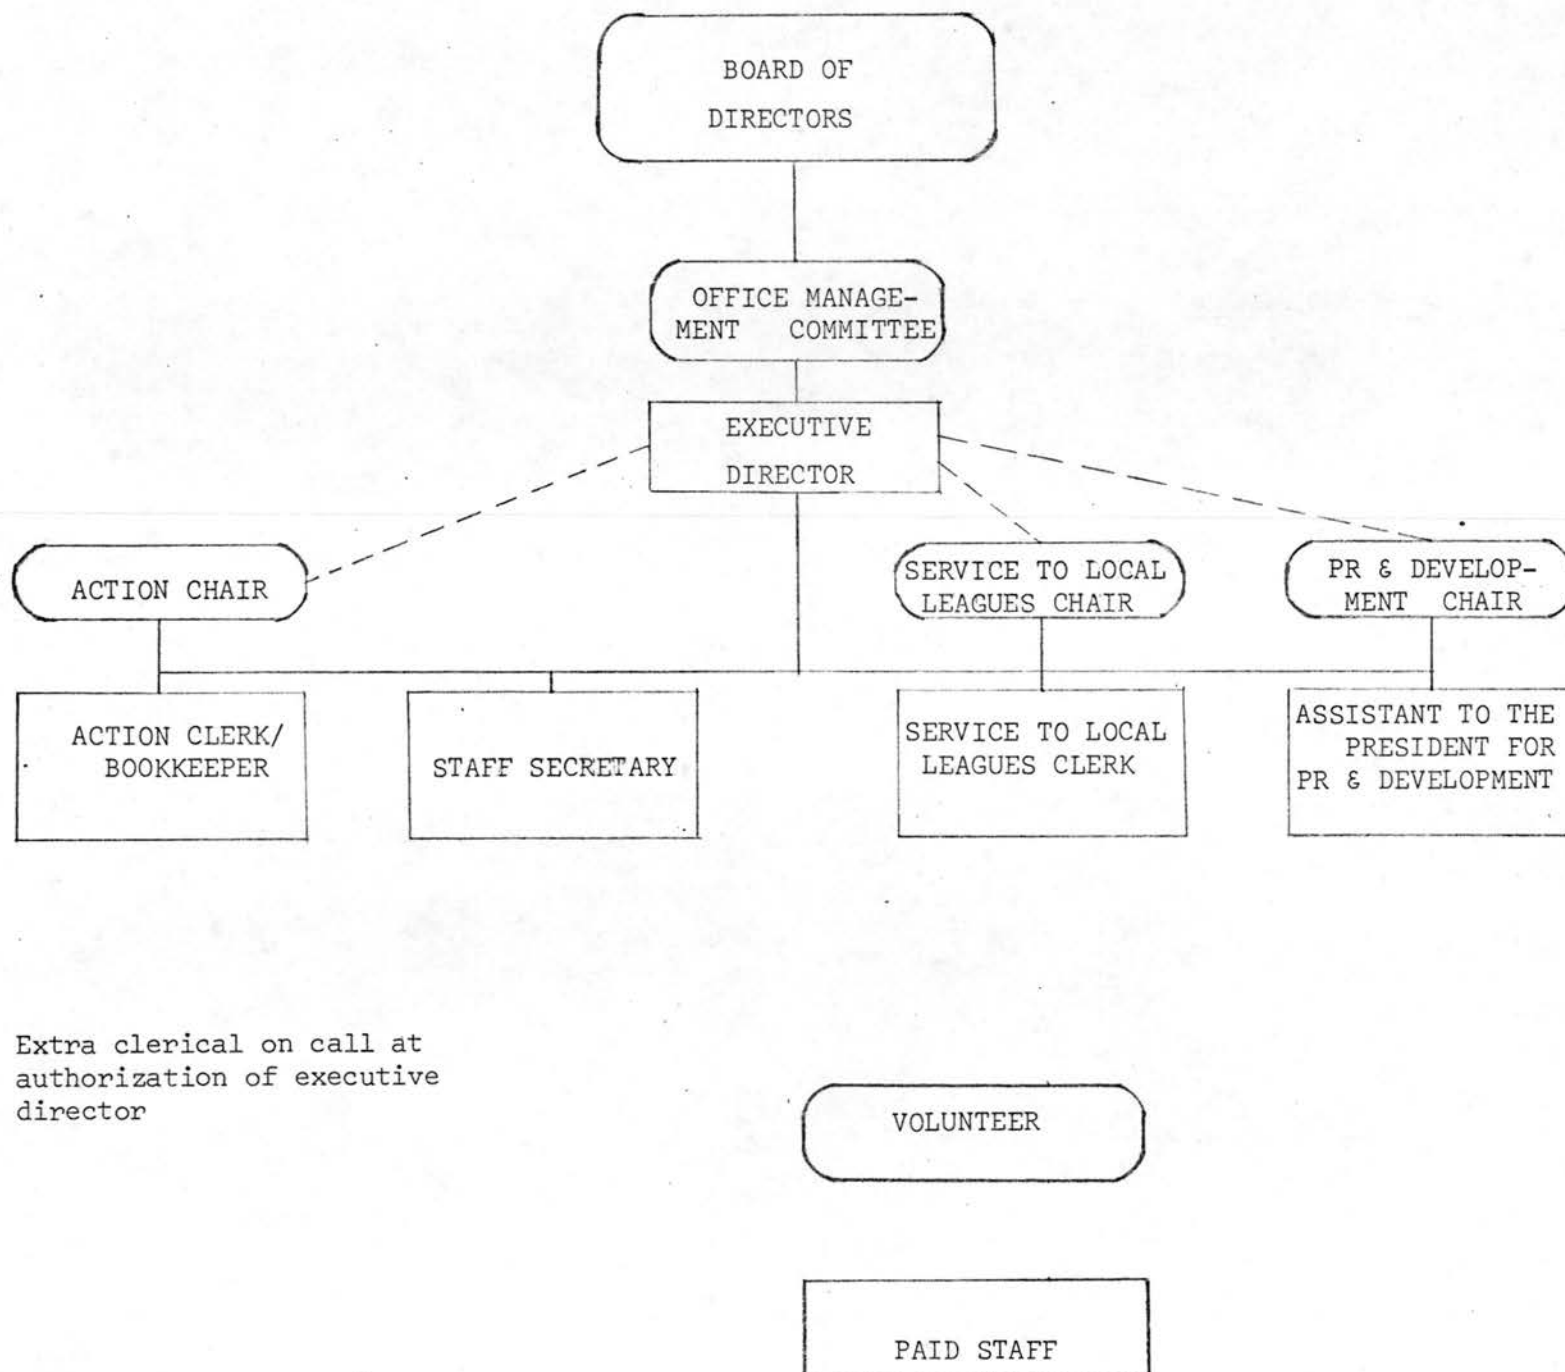 BOARD OF
DIRECTORS
OFFICE MANAGE-
MENT COMMITTEE
EXECUTIVE
DIRECTOR
ACTION CHAIR
SERVICE TO LOCAL
LEAGUES CHAIR
PR & DEVELOP-
MENT CHAIR
ACTION CLERK/
BOOKKEEPER
STAFF SECRETARY
SERVICE TO LOCAL
LEAGUES CLERK
ASSISTANT TO THE
PRESIDENT FOR
PR & DEVELOPMENT
Extra clerical on call at
authorization of executive
director
VOLUNTEER
PAID STAFF